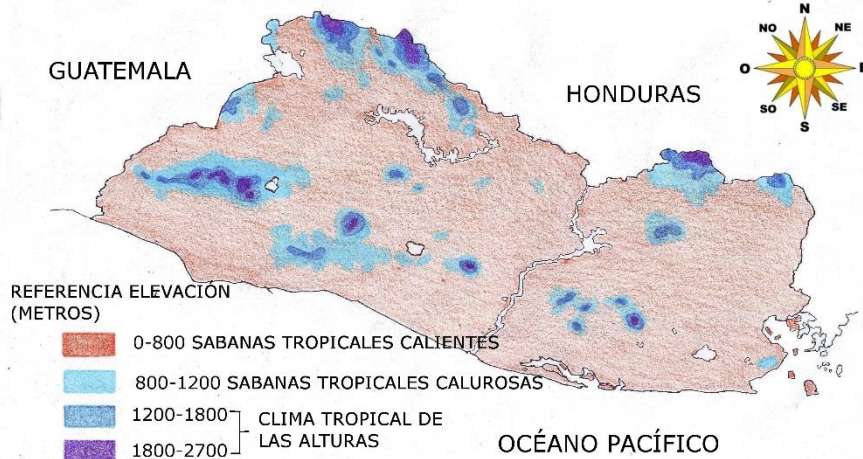 N
NO
NE
GUATEMALA
O
E
HONDURAS
SO
SE
S
REFERENCIA ELEVACIÓN
(METROS)
0-800 SABANAS TROPICALES CALIENTES
800-1200 SABANAS TROPICALES CALUROSAS
1200-1800
CLIMA TROPICAL DE
LAS ALTURAS
1800-2700
OCÉANO PACÍFICO